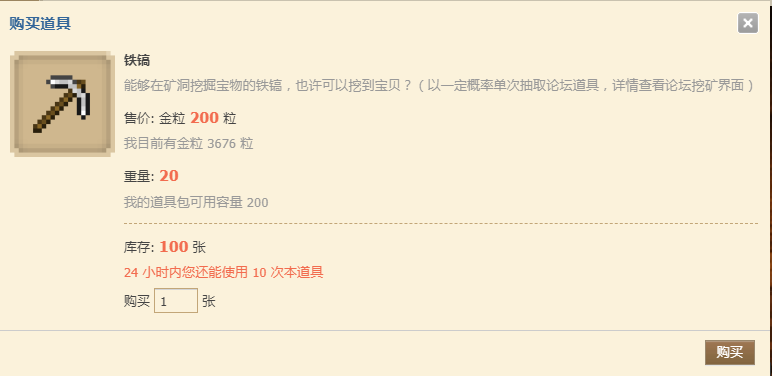 购买道具
铁镐
能够在矿洞挖掘宝物的铁镐，也许可以挖到宝贝？（以一定概率单次抽取论坛道具，详情查看论坛挖矿界面）
售价: 金粒 200 粒
我目前有金粒 3676 粒
重量: 20
我的道具包可用容量 200
库存: 100 张
24 小时内您还能使用 10 次本道具
购买 1 张
购买